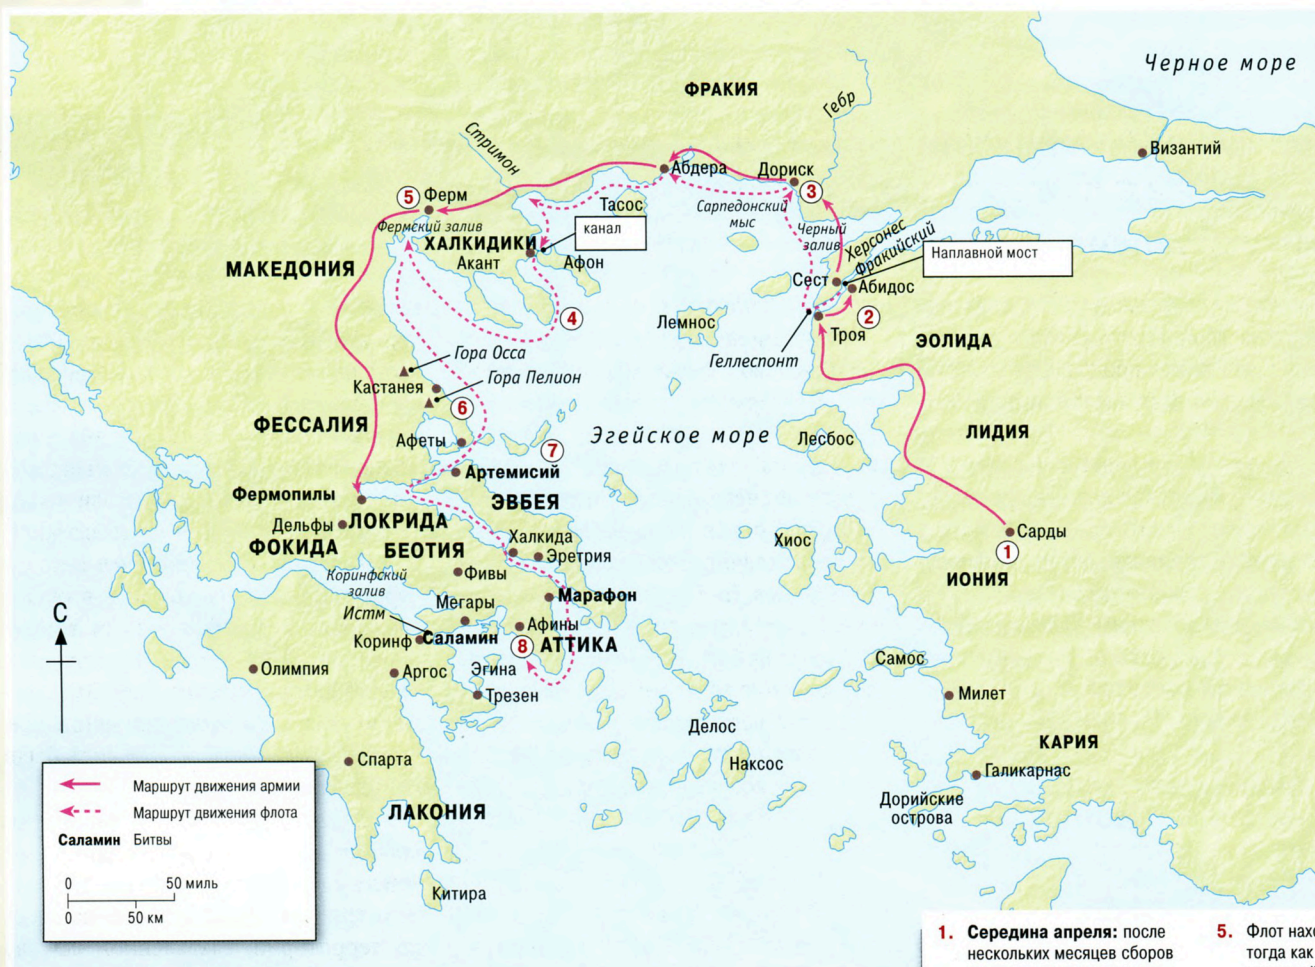 Черное море
ФРАКИЯ
Гебр
Стримон
Византий
Абдера
Дориск
3
5
Ферм
Тасос
Сарпедонский
мыс
Фермский залив
канал
Черный
залив
Херсонес
Фракийский
ХАЛКИДИКИ
Акант
Афон
Наплавной мост
МАКЕДОНИЯ
Сест
Абидос
4
Лемнос
2
Троя
Геллеспонт
ЭОЛИДА
Гора Осса
Гора Пелион
Кастанея
6
ФЕССАЛИЯ
Афеты
7
Эгейское море
Лесбос
ЛИДИЯ
Артемисий
Фермопилы
ЭВБЕЯ
Дельфы
ЛОКРИДА
ФОКИДА
БЕОТИЯ
Халкида
Эретрия
Хиос
Сарды
1
ИОНИЯ
Коринфский
залив
Фивы
Мегары
Марафон
Истм
Афины
Коринф
Саламин
8
АТТИКА
С
Олимпия
Аргос
Эгина
Трезен
Самос
Милет
Делос
Наксос
КАРИЯ
Галикарнас
Спарта
Дорийские
острова
ЛАКОНИЯ
Китира
Маршрут движения армии
Маршрут движения флота
Саламин Битвы
0 50 миль
0 50 км
1. Середина апреля: после
нескольких месяцев сборов
5. Флот нахо
тогда как